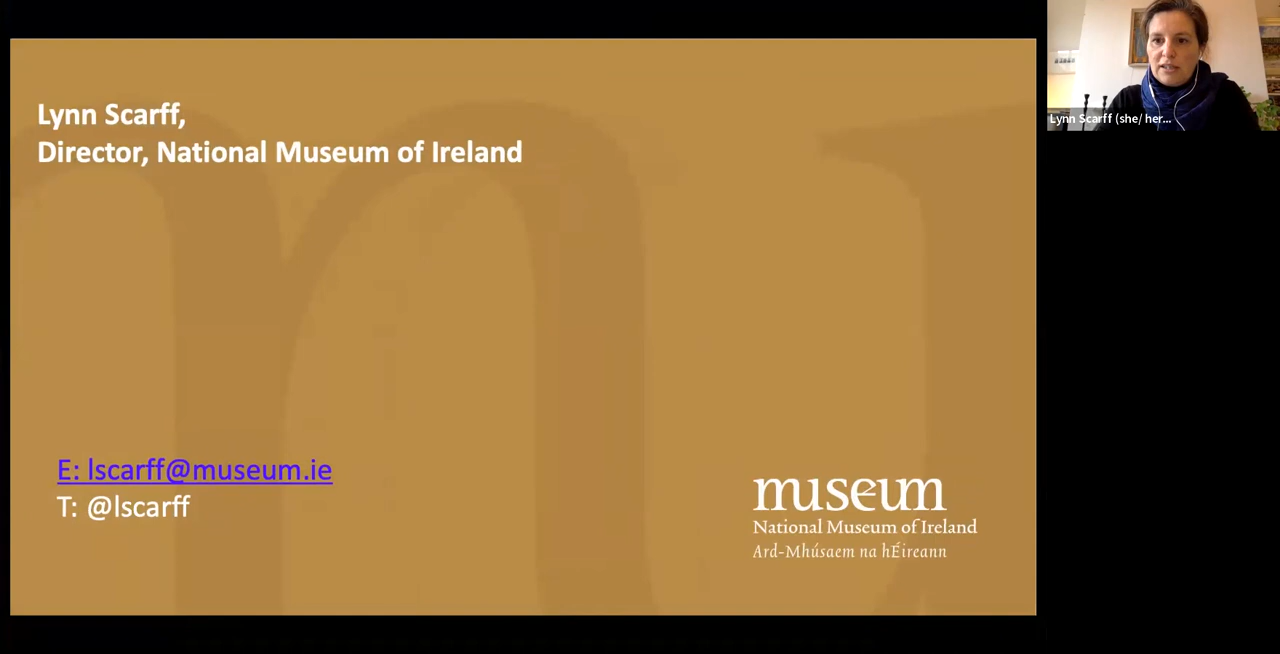 Lynn Scarff,
Director, National Museum of Ireland
E: lscarff@museum.ie
T: @lscarff
museum
National Museum of Ireland
Ard-Mhúsaem na hÉireann
Lynn Scarff (she/ her...